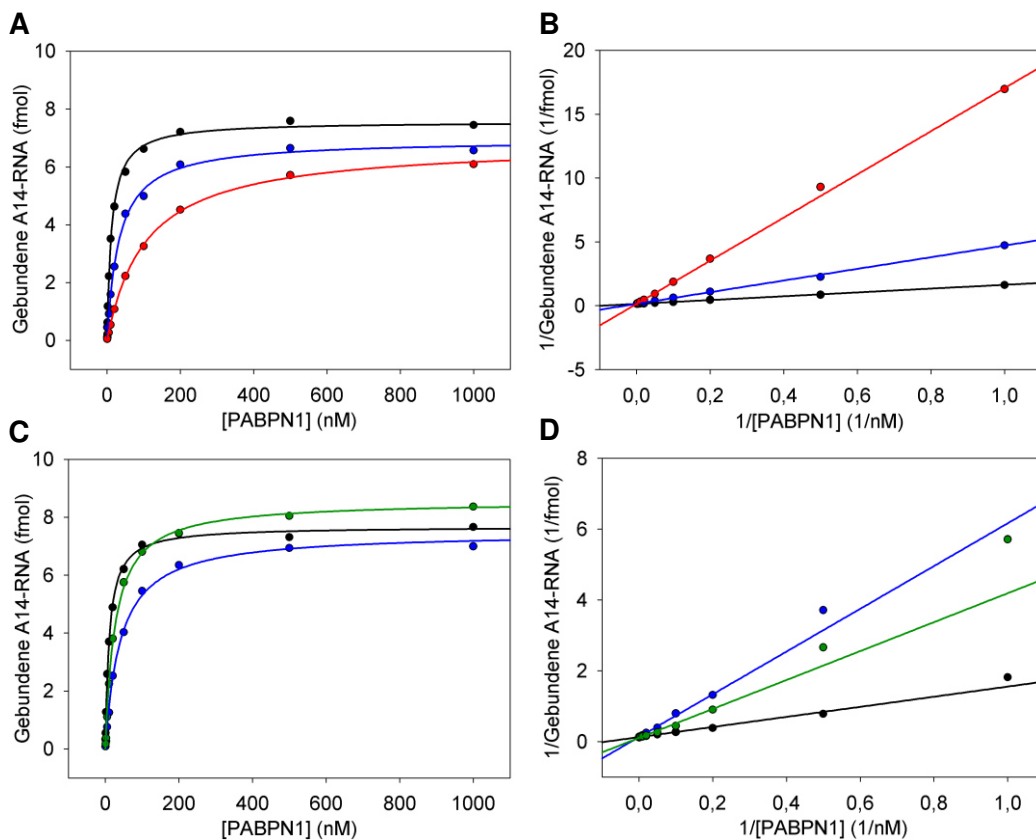 A
10
8
6
4
2
0
Gebundene A14-RNA (fmol)
0 200 400 600 800 1000
[PABPN1] (nM)
B
20
15
10
5
0
-5
1/Gebundene A14-RNA (1/fmol)
0,0 0,2 0,4 0,6 0,8 1,0
1/[PABPN1] (1/nM)
C
10
8
6
4
2
0
Gebundene A14-RNA (fmol)
0 200 400 600 800 1000
[PABPN1] (nM)
D
8
6
4
2
0
1/Gebundene A14-RNA (1/fmol)
0,0 0,2 0,4 0,6 0,8 1,0
1/[PABPN1] (1/nM)